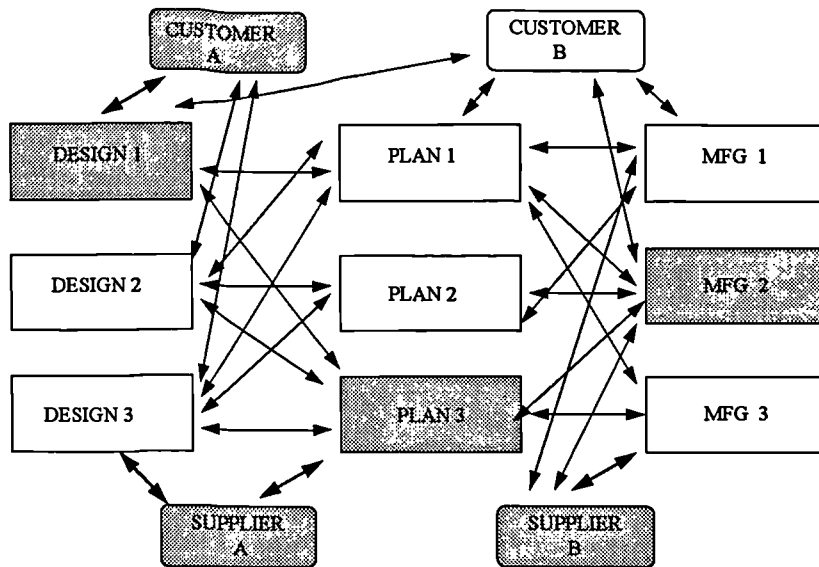 CUSTOMER
A
CUSTOMER
B
DESIGN 1
PLAN 1
MFG 1
DESIGN 2
PLAN 2
MFG 2
DESIGN 3
PLAN 3
MFG 3
SUPPLIER
A
SUPPLIER
B